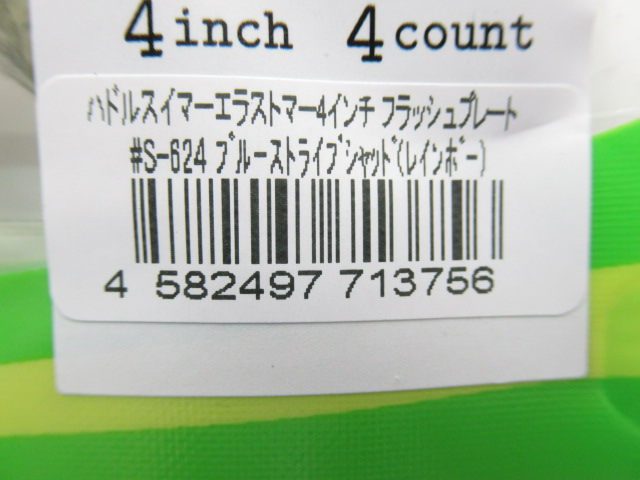 4 inch 4 count
ハドルスイマーエラストマー4インチ フラッシュプレート
#S-624 ブルーストライプシャッド(レインボー)
4 582497 713756